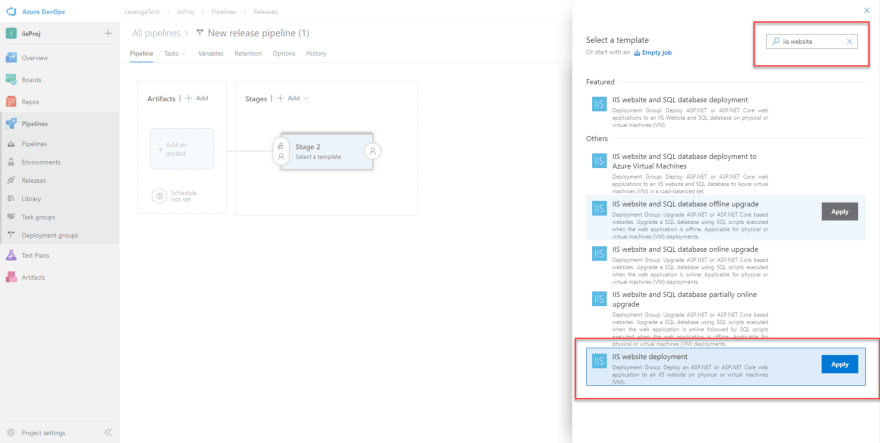 Azure DevOps
LasangaTech / iisProj / Pipelines / Releases
iisProj
All pipelines > New release pipeline (1)
Pipeline Tasks Variables Retention Options History
Overview
Boards
Repos
Pipelines
Pipelines
Environments
Releases
Library
Task groups
Deployment groups
Test Plans
Artifacts
Project settings
Artifacts | + Add
Stages | + Add
+ Add an
artifact
Schedule
not set
Stage 2
Select a template
Select a template
Or start with an Empty job
iis website
Featured
IIS
IIS website and SQL database deployment
Deployment Group: Deploy ASP.NET or ASP.NET Core web
applications to an IIS Website and SQL database on physical or
virtual machines (VM).
Others
IIS
IIS website and SQL database deployment to
Azure Virtual Machines
Deployment Group: Deploy ASP.NET or ASP.NET Core web
applications to an IIS website and SQL database to Azure virtual
machines (VM) in a load-balanced set.
IIS
IIS website and SQL database offline upgrade
Deployment Group: Upgrade ASP.NET or ASP.NET Core based
websites. Upgrade a SQL database using SQL scripts executed
when the web application is offline. Applicable for physical or
virtual machines (VM) deployments.
Apply
IIS
IIS website and SQL database online upgrade
Deployment Group: Upgrade ASP.NET or ASP.NET Core based
websites. Upgrade a SQL database using SQL scripts executed
when the web application is online. Applicable for physical or
virtual machines (VM) deployments.
IIS
IIS website and SQL database partially online
upgrade
Deployment Group: Upgrade ASP.NET or ASP.NET Core based
websites. Upgrade a SQL database using SQL scripts executed
when the web application is online followed by SQL scripts
executed when the web application is offline. Applicable for
physical or virtual machines (VM) deployments.
IIS
IIS website deployment
Deployment Group: Deploy an ASP.NET or ASP.NET Core web
application to an IIS website on physical or virtual machines
(VM).
Apply